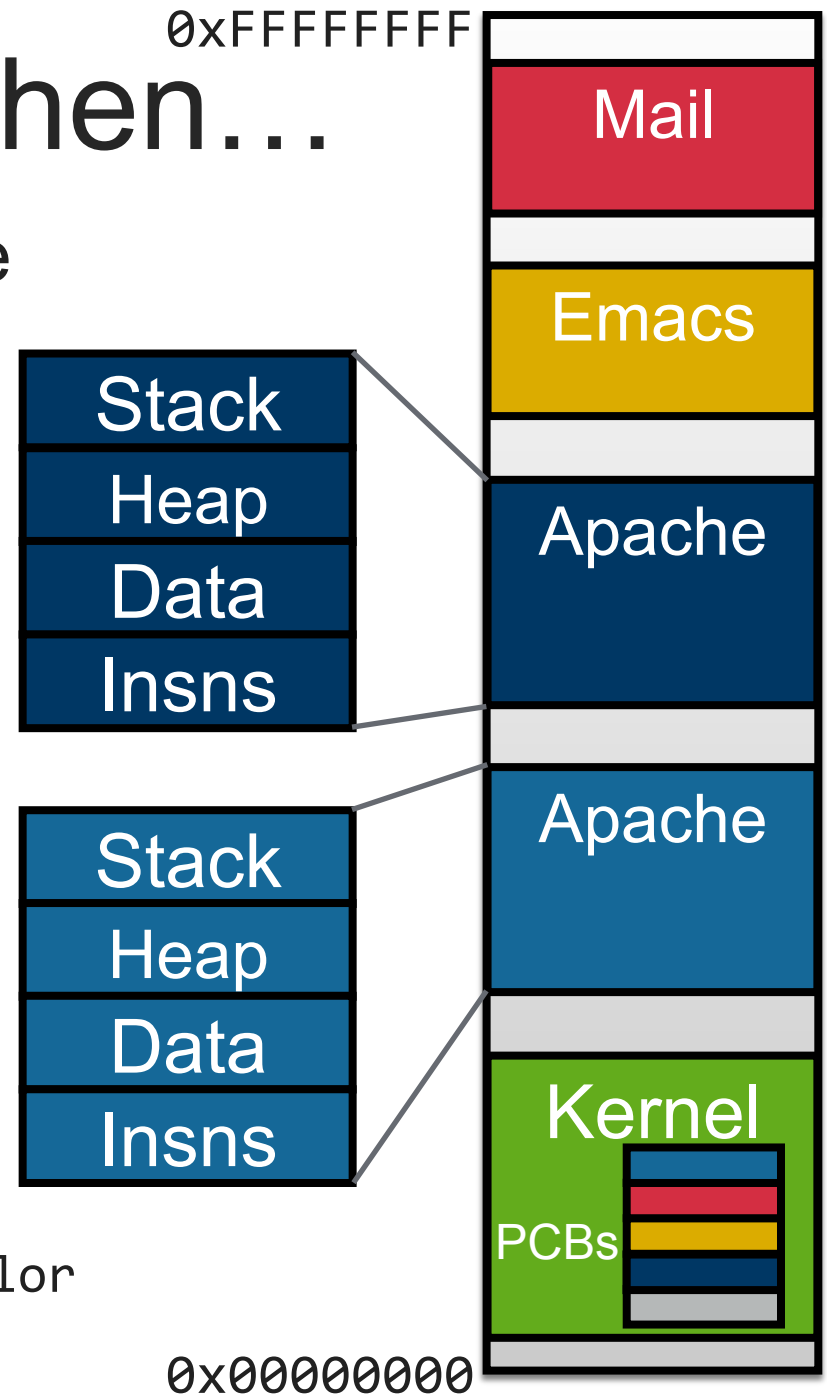 0xFFFFFFFF
hen…
e
Mail
Emacs
Stack
Heap
Data
Insns
Apache
Stack
Heap
Data
Insns
Apache
Kernel
PCBs
lor
0x00000000